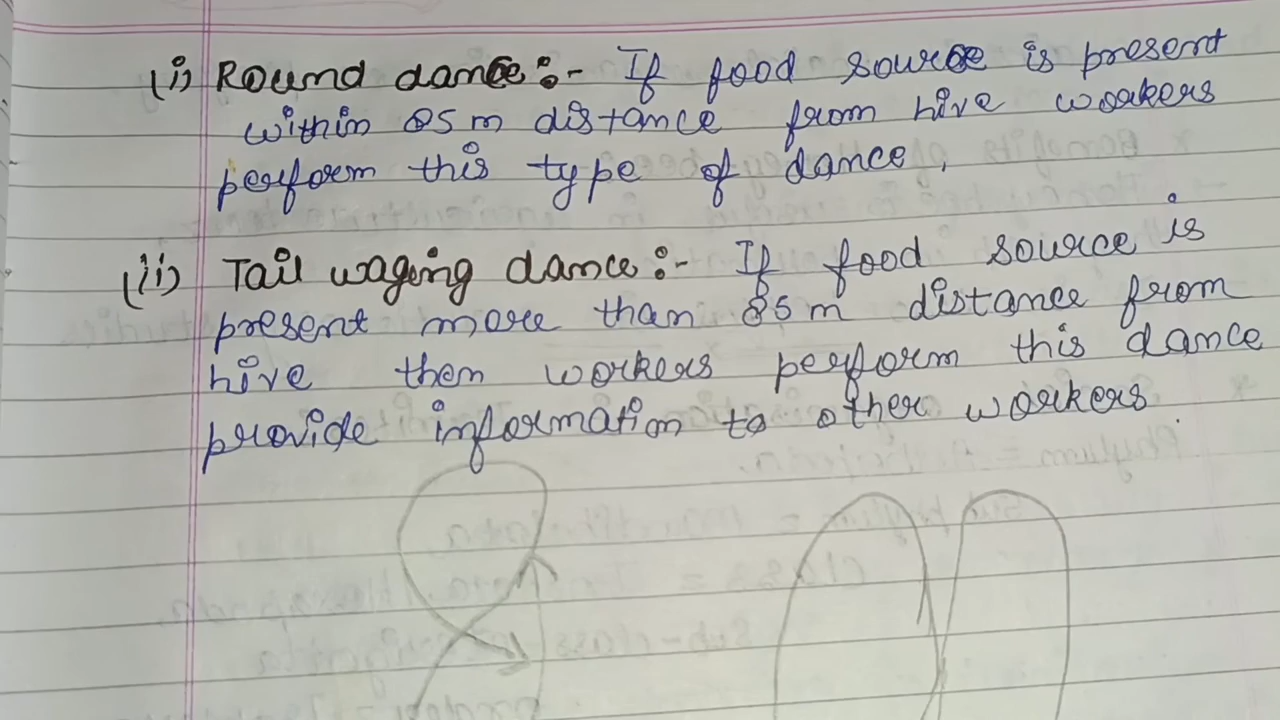 (i) Round dance:- If food source is present
within 85m distance from hive workers
perform this type of dance,
(ii) Tail waging dance:- If food source is
present more than 85m distance from
hive then workers perform this dance
provide information to other workers.